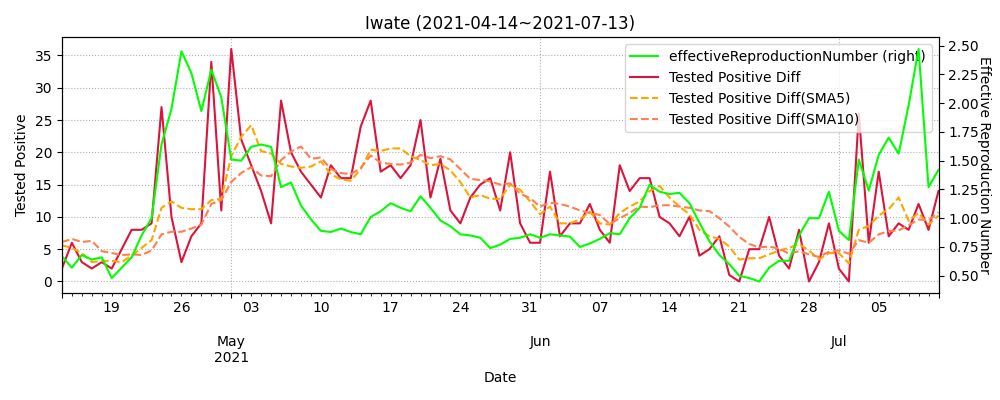 Iwate (2021-04-14~2021-07-13)
effectiveReproductionNumber (right)
Tested Positive Diff
Tested Positive Diff(SMA5)
Tested Positive Diff(SMA10)
Tested Positive
35
30
25
20
15
10
5
0
2.50
2.25
2.00
1.75
1.50
1.25
1.00
0.75
0.50
Effective Reproduction Number
19 26 03 10 17 24 31 07 14 21 28 05
May Jun Jul
2021
Date